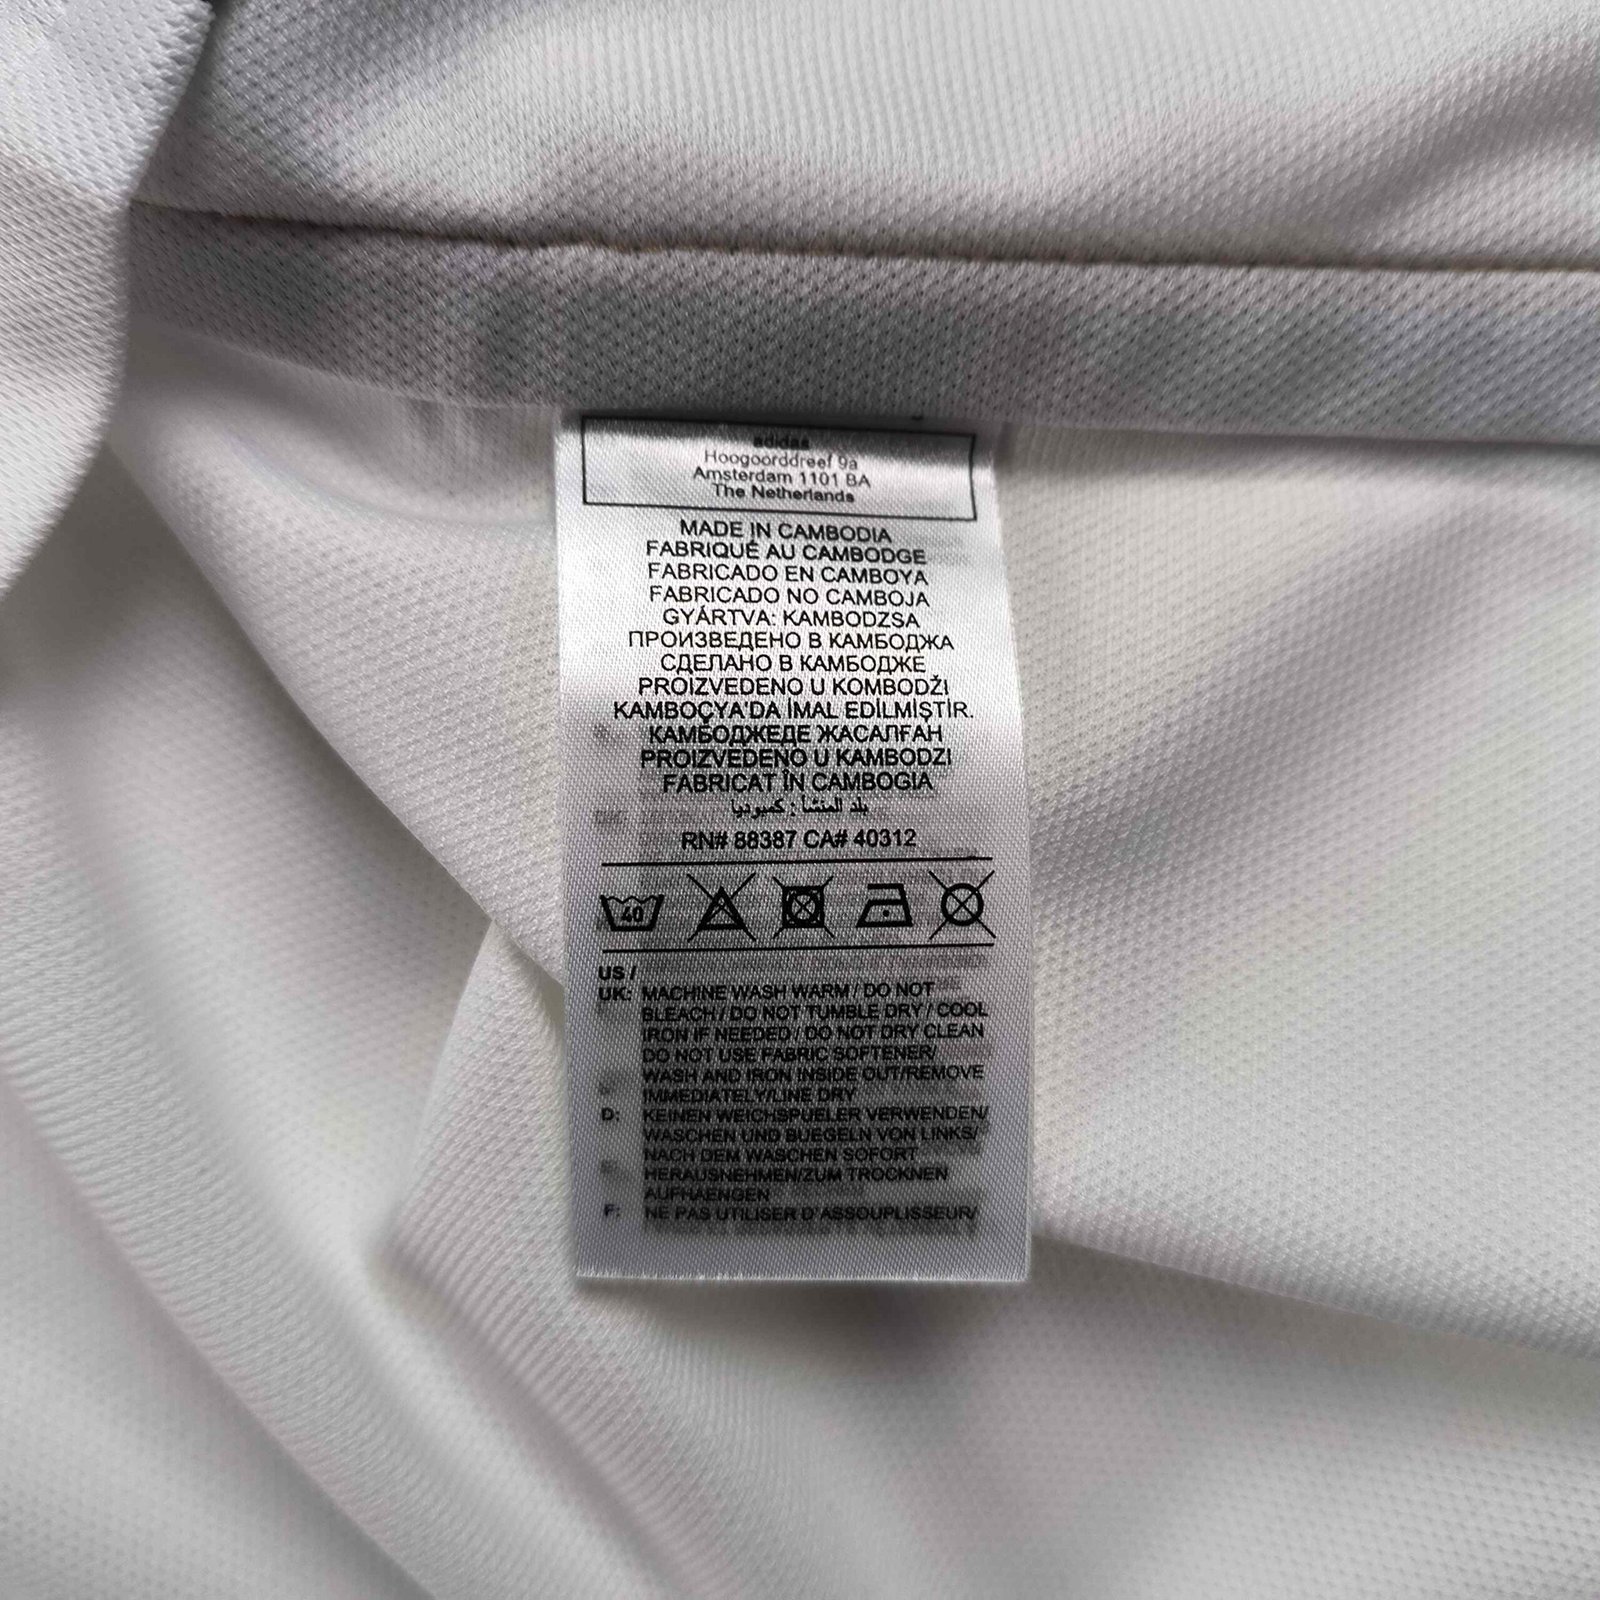 adidas
Hoogoorddreef 9a
Amsterdam 1101 BA
The Netherlands
MADE IN CAMBODIA
FABRIQUÉ AU CAMBODGE
FABRICADO EN CAMBOYA
FABRICADO NO CAMBOJA
GYÁRTVA: KAMBODZSA
ПРОИЗВЕДЕНО В КАМБОДЖА
СДЕЛАНО В КАМБОДЖЕ
PROIZVEDENO U KOMBODŽI
KAMBOÇYA'DA İMAL EDİLMİŞTİR.
КАМБОДЖЕДЕ ЖАСАЛҒАН
PROIZVEDENO U KAMBODZI
FABRICAT ÎN CAMBOGIA
بلد المنشأ: كمبوديا
RN# 88387 CA# 40312
40
US /
UK: MACHINE WASH WARM / DO NOT
BLEACH / DO NOT TUMBLE DRY / COOL
IRON IF NEEDED / DO NOT DRY CLEAN
DO NOT USE FABRIC SOFTENER/
WASH AND IRON INSIDE OUT/REMOVE
IMMEDIATELY/LINE DRY
D: KEINEN WEICHSPUELER VERWENDEN/
WASCHEN UND BUEGELN VON LINKS/
NACH DEM WASCHEN SOFORT
HERAUSNEHMEN/ZUM TROCKNEN
AUFHAENGEN
F: NE PAS UTILISER D'ASSOUPLISSEUR/